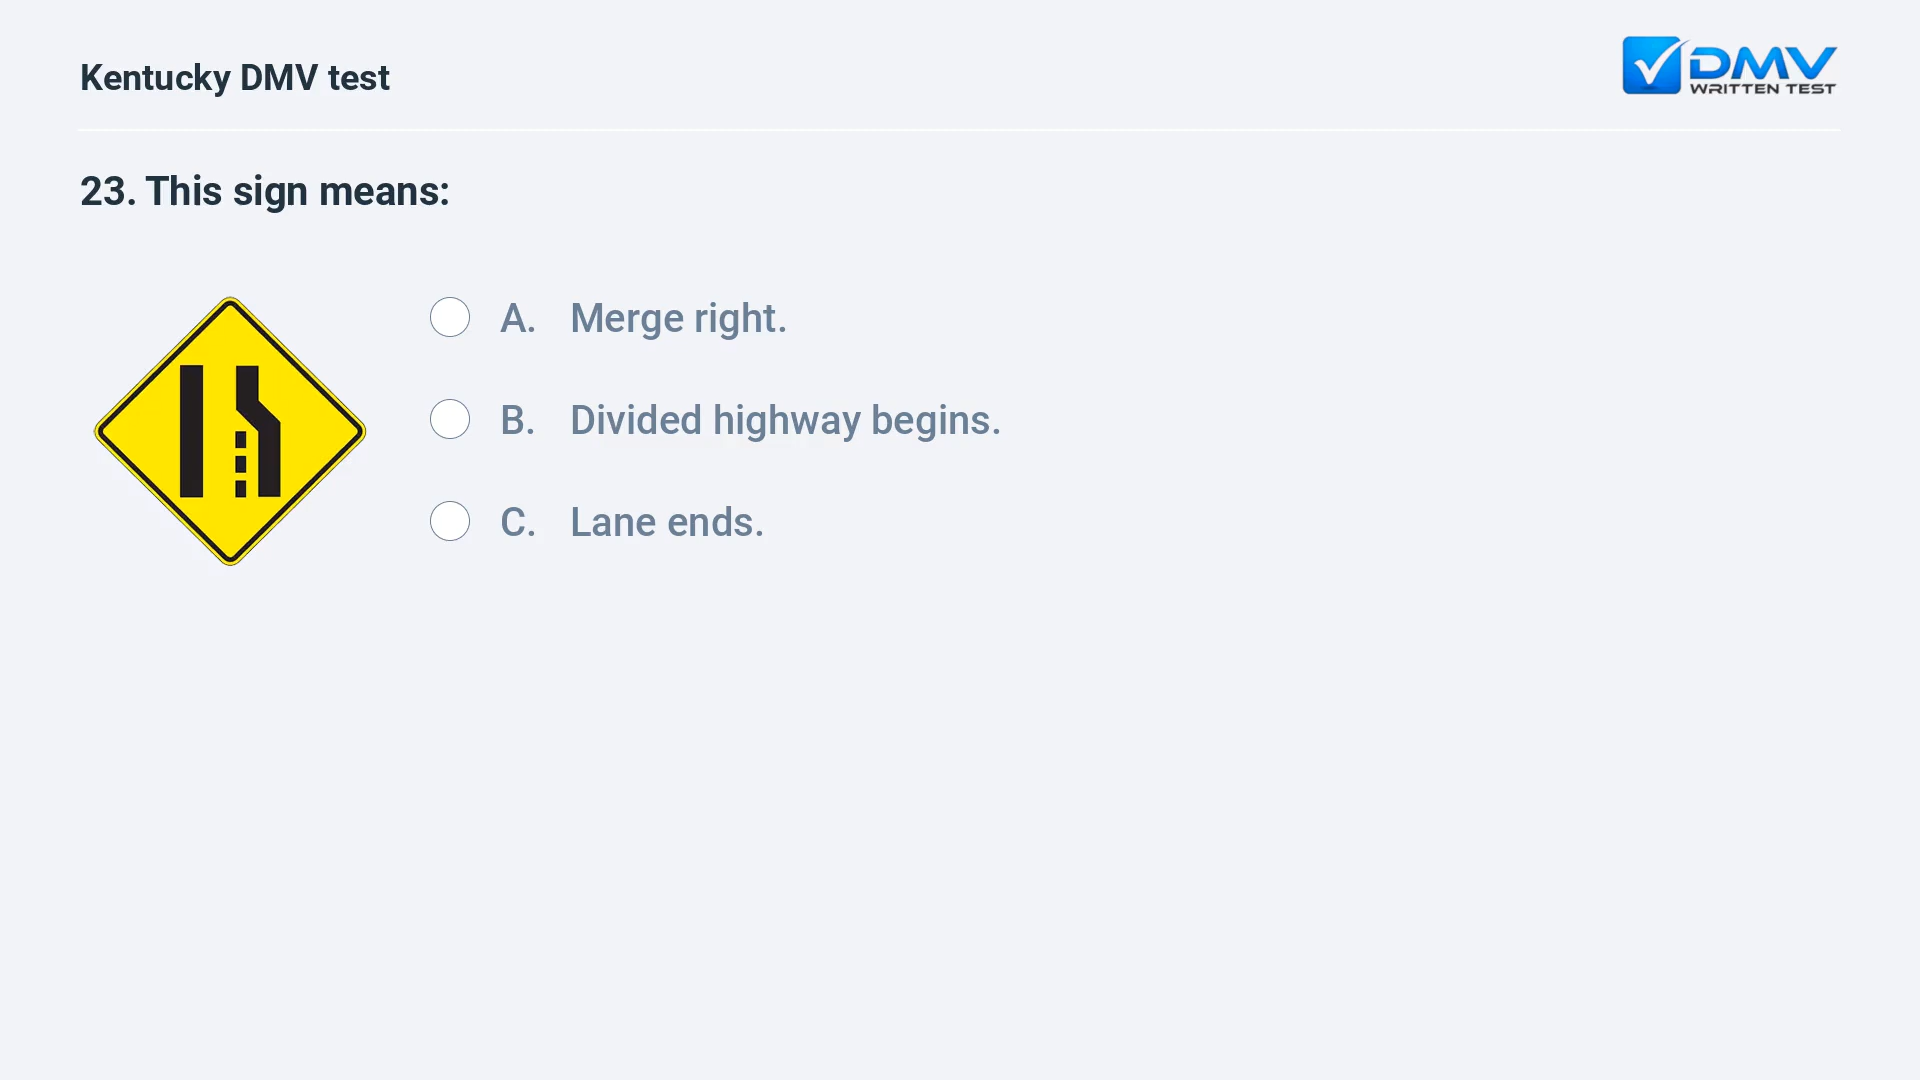 Kentucky DMV test
DMV
WRITTEN TEST
23. This sign means:
A. Merge right.
B. Divided highway begins.
C. Lane ends.